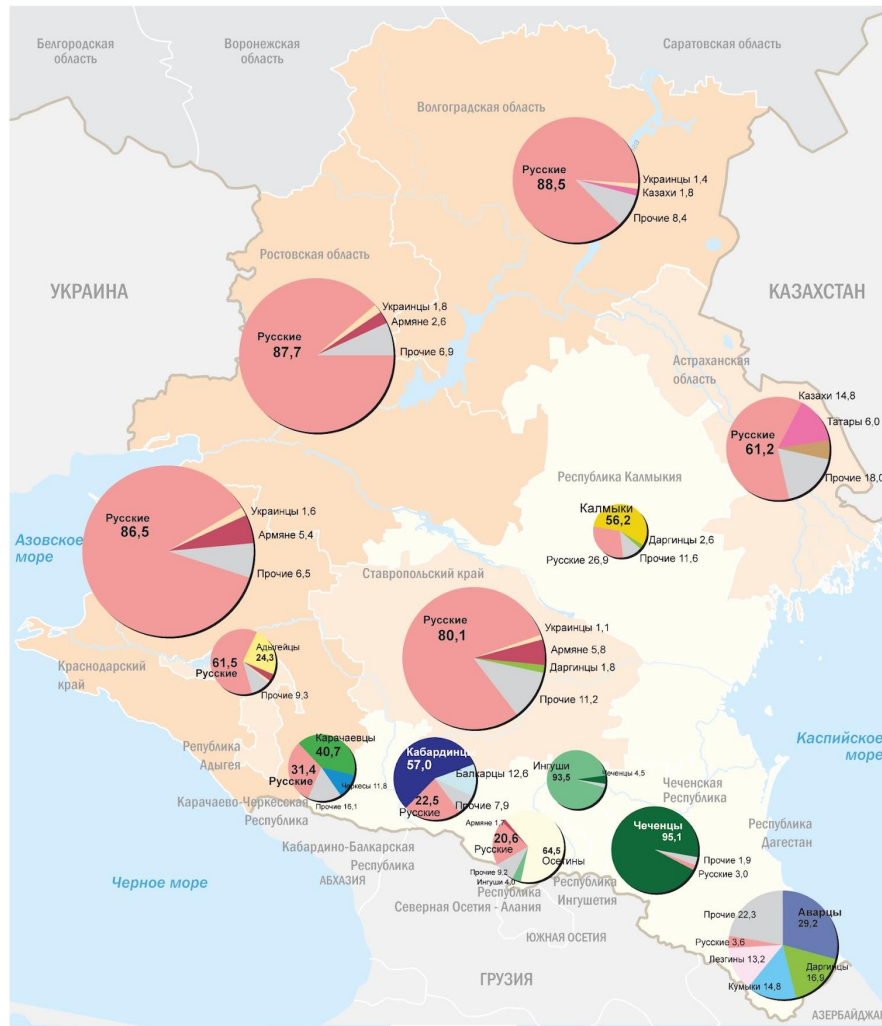 Белгородская
область
Воронежская
область
Саратовская область
Волгоградская область
Русские
88,5
Украинцы 1,4
Казахи 1,8
Прочие 8,4
Ростовская область
УКРАИНА
КАЗАХСТАН
Русские
87,7
Украинцы 1,8
Армяне 2,6
Прочие 6,9
Астраханская
область
Казахи 14,8
Татары 6,0
Русские
61,2
Прочие 18,0
Республика Калмыкия
Калмыки
56,2
Даргинцы 2,6
Русские 26,9
Прочие 11,6
Русские
86,5
Украинцы 1,6
Армяне 5,4
Прочие 6,5
Азовское
море
Ставропольский край
Русские
80,1
Украинцы 1,1
Армяне 5,8
Даргинцы 1,8
Прочие 11,2
Краснодарский
край
Адыгейцы
24,3
61,5
Русские
Прочие 9,3
Репулика
Адыгея
Карачаевцы
40,7
31,4
Русские
Черкесы 11,8
Прочие 16,1
Карачаево-Черкесская
Республика
Кабардинцы
57,0
Балкарцы 12,6
22,5
Русские
Прочие 7,9
Кабардино-Балкарская
Республика
Ингуши
93,5
Чеченцы 4,5
Каспийское
море
Чеченская
Республика
Республика
Дагестан
Чеченцы
95,1
Прочие 1,9
Русские 3,0
Армяне 1,7
20,6
Русские
64,5
Осетины
Прочие 9,2
Ингуши 4,0
Республика
Северная Осетия - Алания
Республика
Ингушетия
АБХАЗИЯ
Черное море
ЮЖНАЯ ОСЕТИЯ
ГРУЗИЯ
Прочие 22,3
Аварцы
29,2
Русские 3,6
Лезгины 13,2
Даргинцы
16,9
Кумыки 14,8
АЗЕРБАЙДЖАН